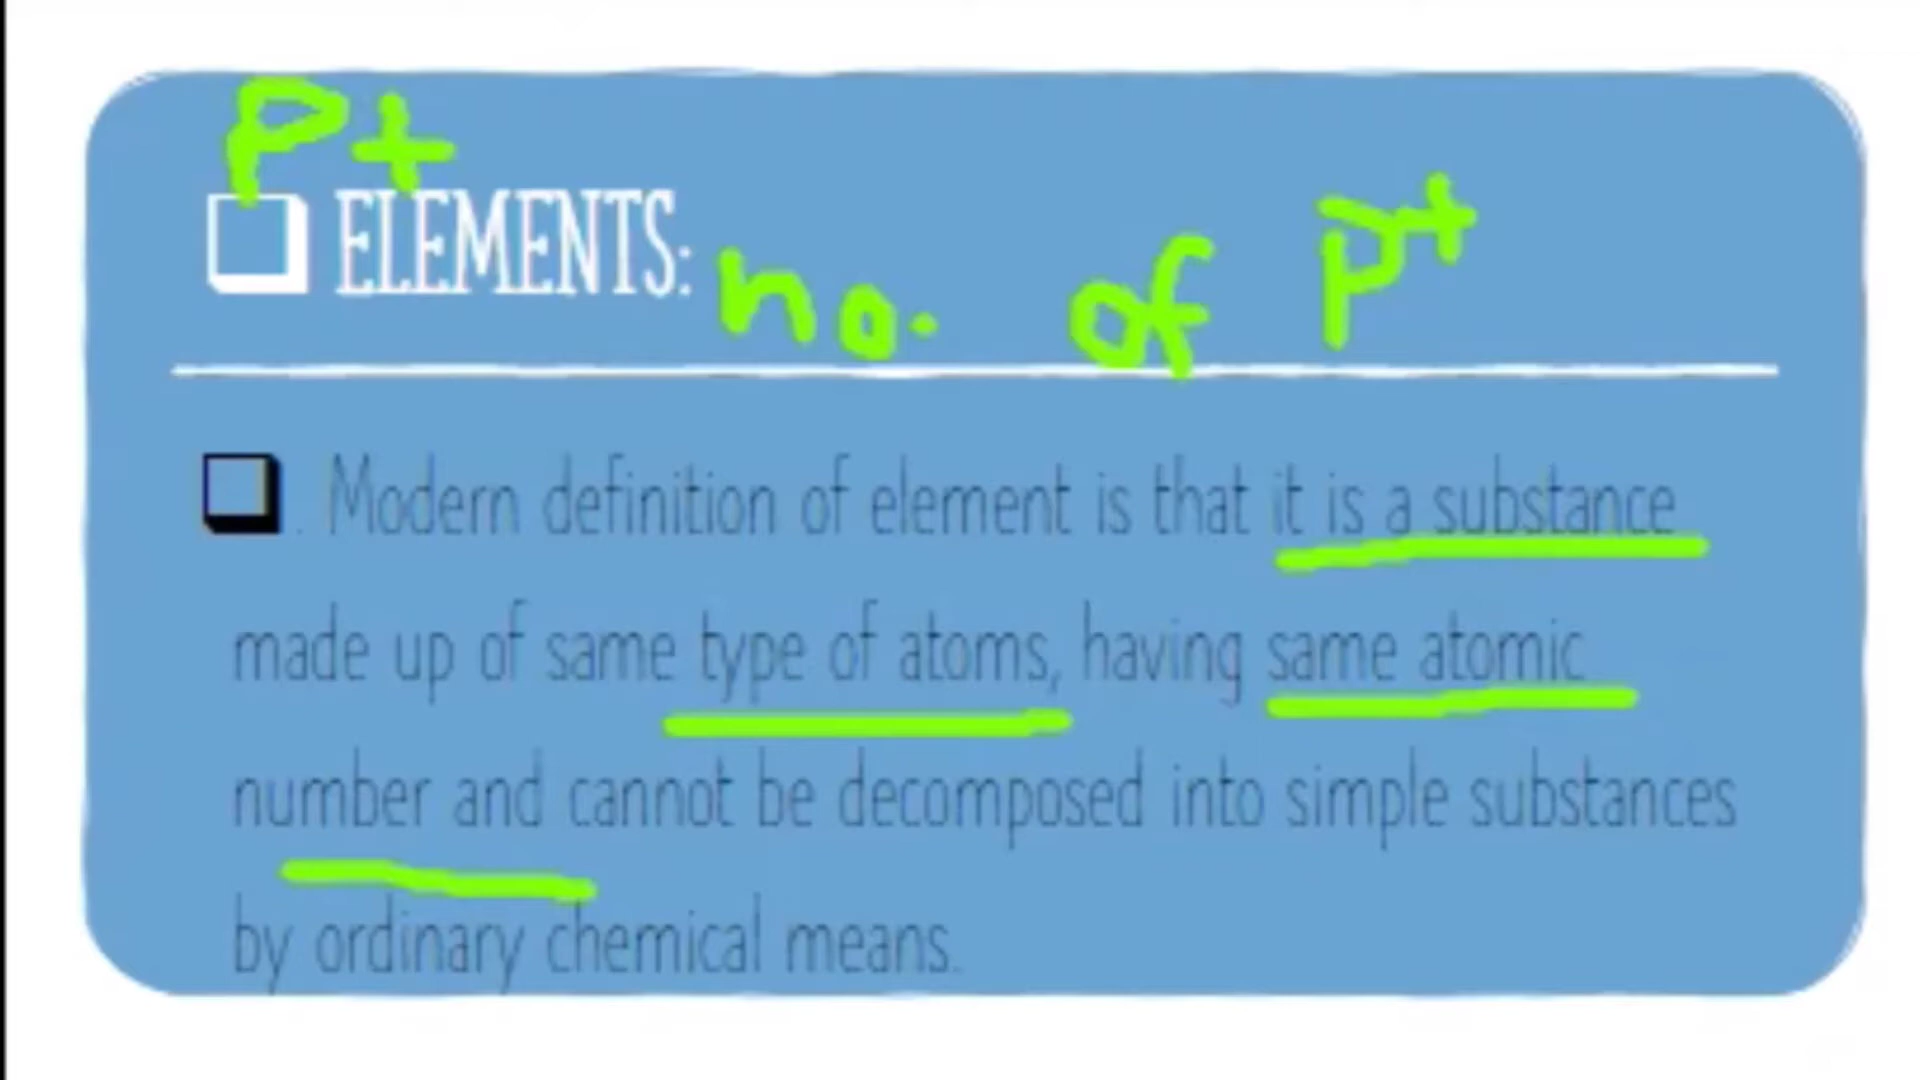 P+
ELEMENTS: no. of P+
. Modern definition of element is that it is a substance
made up of same type of atoms, having same atomic
number and cannot be decomposed into simple substances
by ordinary chemical means.